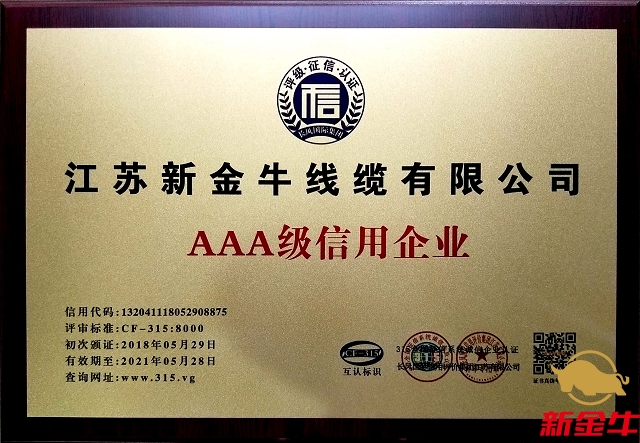 评级·征信·认证
信
长风国际集团
江苏新金牛线缆有限公司
AAA级信用企业
信用代码:132041118052908875
评审标准:CF-315:8000
初次颁证:2018年05月29日
有效期至:2021年05月28日
查询网址:www.315.vg
CF-315
互认标识
新金牛